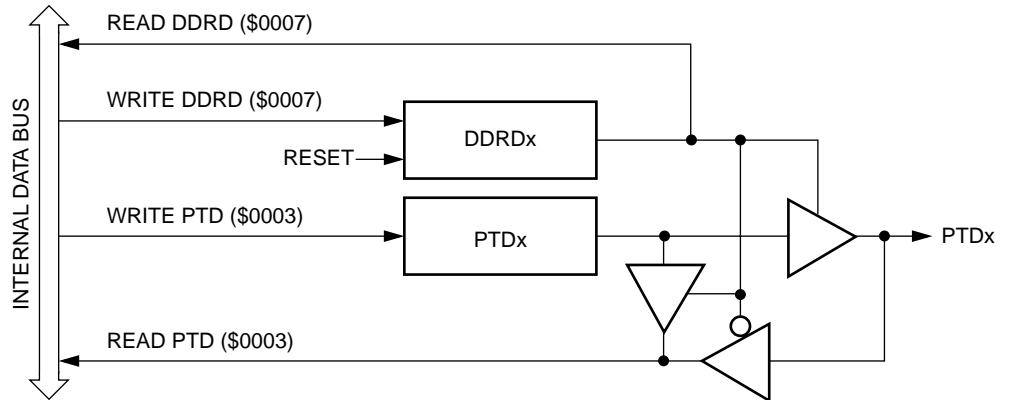 READ DDRD ($0007)
WRITE DDRD ($0007)
DDRDx
RESET
INTERNAL DATA BUS
WRITE PTD ($0003)
PTDx
PTDx
READ PTD ($0003)